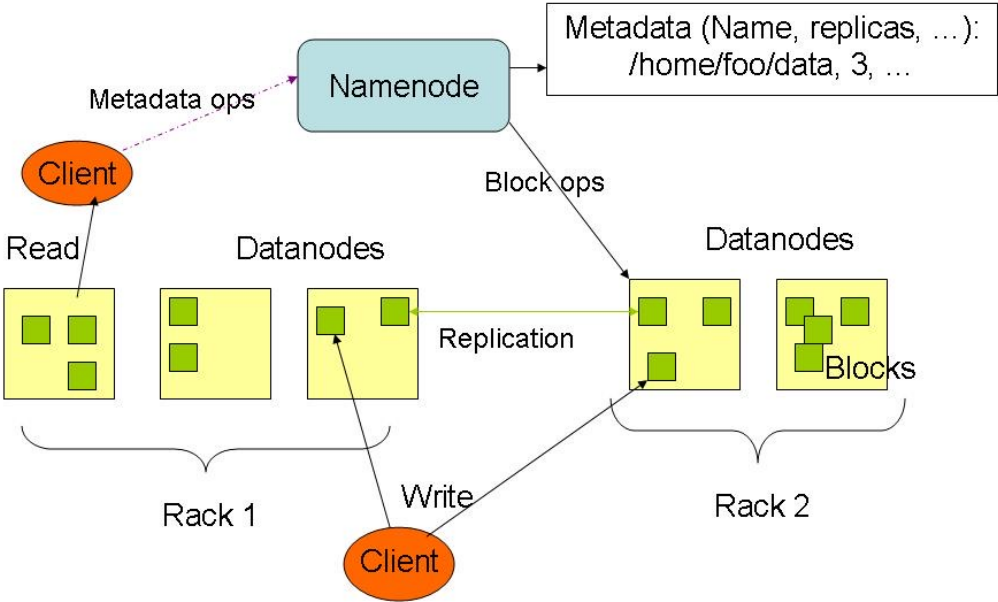 Metadata (Name, replicas, …):
/home/foo/data, 3, …
Namenode
Metadata ops
Client
Block ops
Read
Datanodes
Datanodes
Replication
Blocks
Rack 1
Write
Rack 2
Client